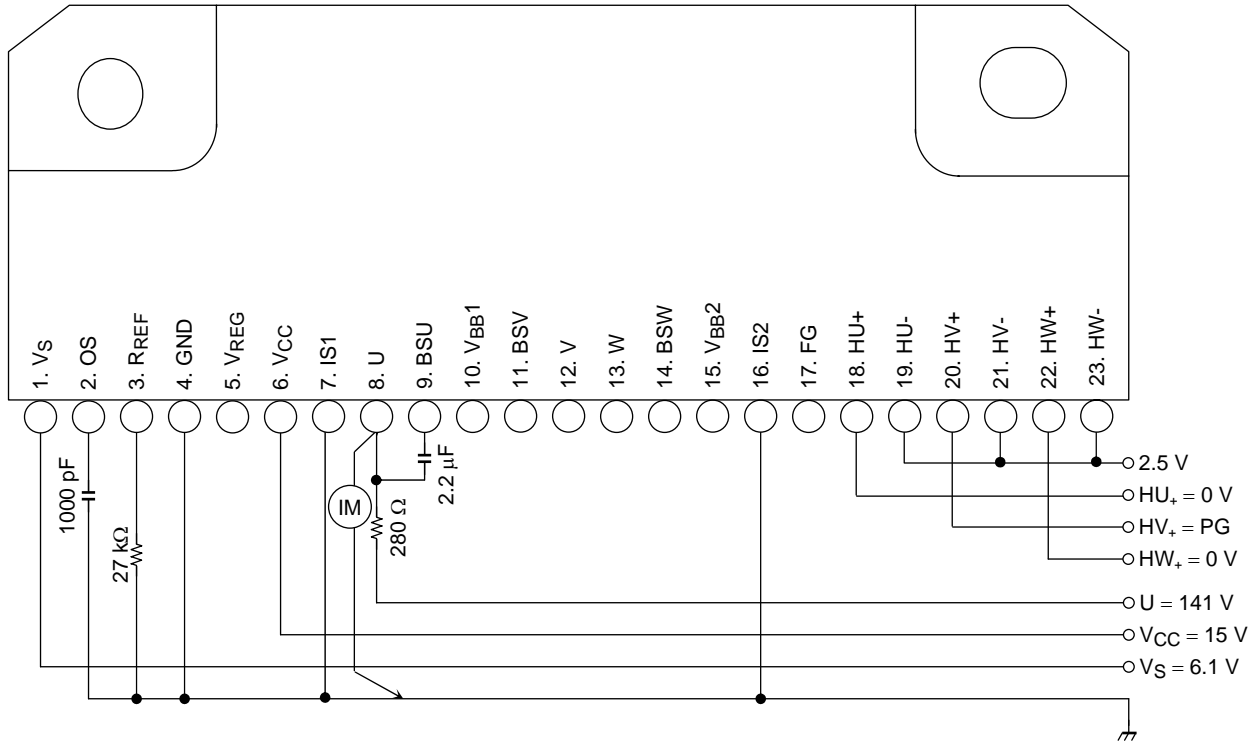 1. VS
2. OS
3. RREF
4. GND
5. VREG
6. VCC
7. IS1
8. U
9. BSU
10. VBB1
11. BSV
12. V
13. W
14. BSW
15. VBB2
16. IS2
17. FG
18. HU+
19. HU-
20. HV+
21. HV-
22. HW+
23. HW-
1000 pF
27 kΩ
IM
280 Ω
2.2 μF
2.5 V
HU+ = 0 V
HV+ = PG
HW+ = 0 V
U = 141 V
VCC = 15 V
VS = 6.1 V